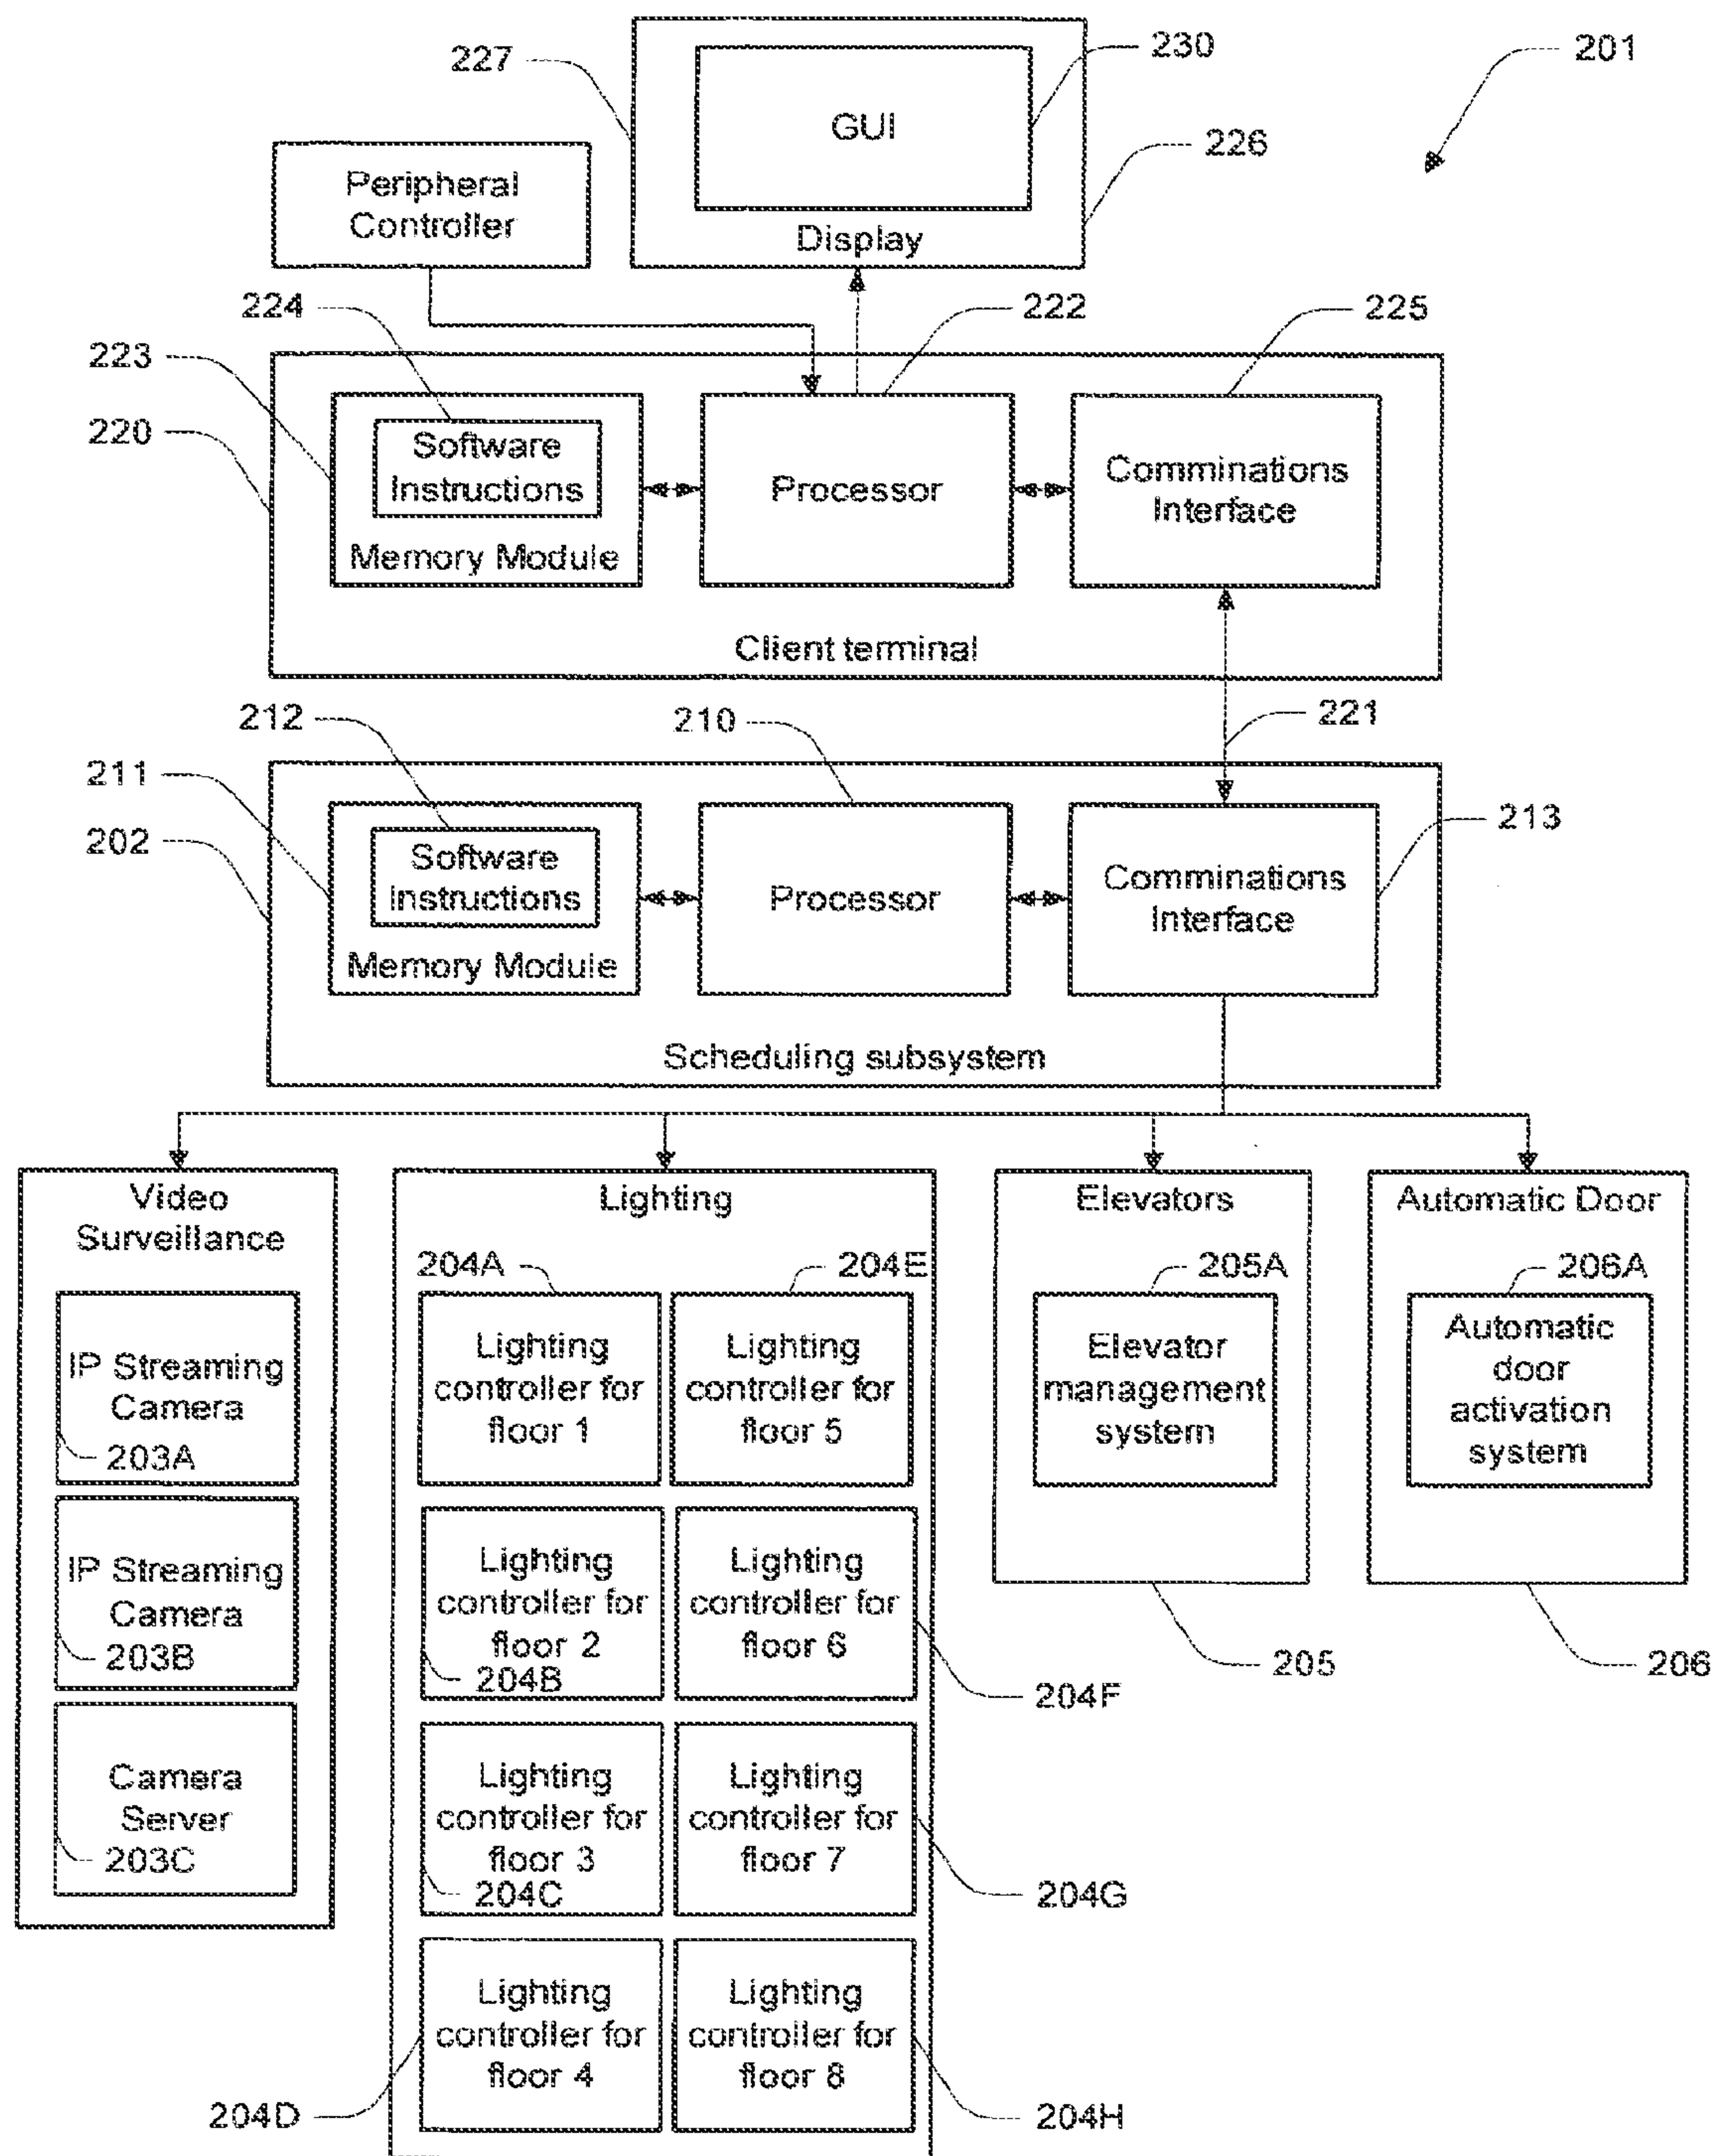 227
230
201
GUI
226
Peripheral
Controller
Display
224
222
225
223
220
Software
Instructions
Memory Module
Processor
Comminations
Interface
Client terminal
212
210
221
211
202
213
Software
Instructions
Memory Module
Processor
Comminations
Interface
Scheduling subsystem
Video
Surveillance
IP Streaming
Camera
203A
IP Streaming
Camera
203B
Camera
Server
203C
Lighting
204A
204E
Lighting
controller for
floor 1
Lighting
controller for
floor 5
Lighting
controller for
floor 2
204B
Lighting
controller for
floor 6
204F
Lighting
controller for
floor 3
204C
Lighting
controller for
floor 7
204G
Lighting
controller for
floor 4
204D
Lighting
controller for
floor 8
204H
Elevators
205A
Elevator
management
system
205
Automatic Door
206A
Automatic
door
activation
system
206